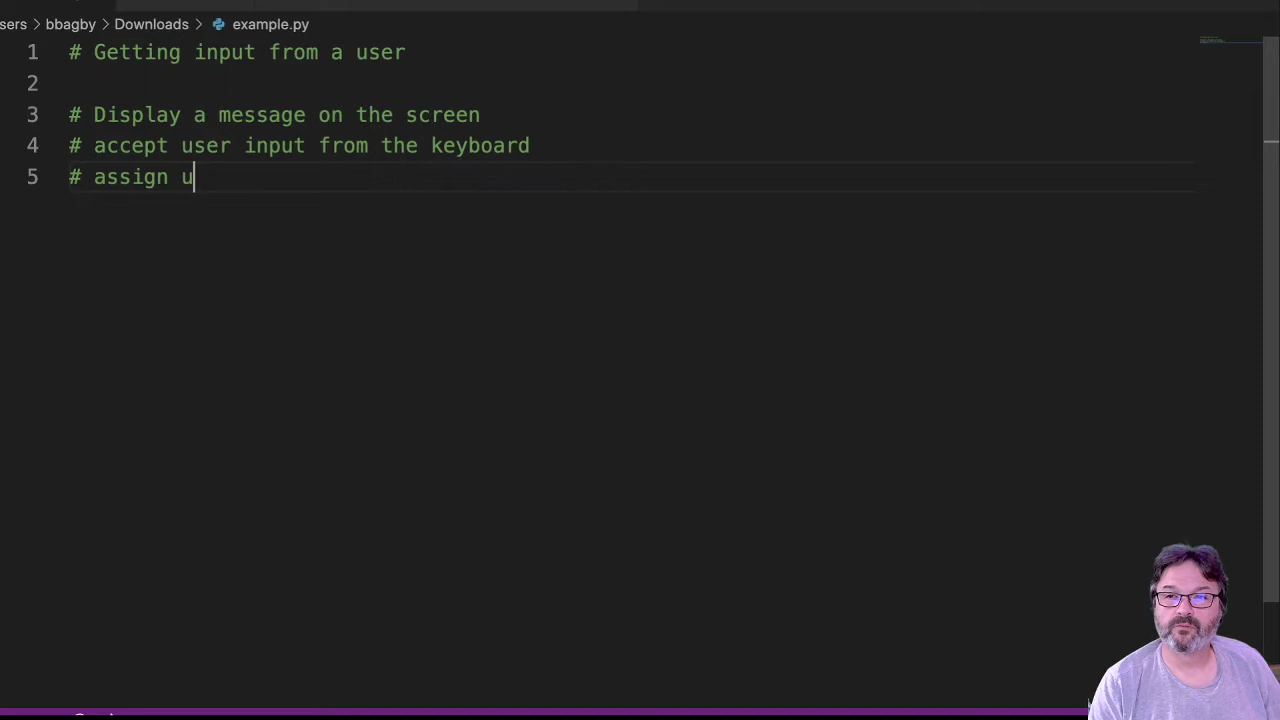 sers > bbagby > Downloads > example.py
1 # Getting input from a user
2
3 # Display a message on the screen
4 # accept user input from the keyboard
5 # assign u